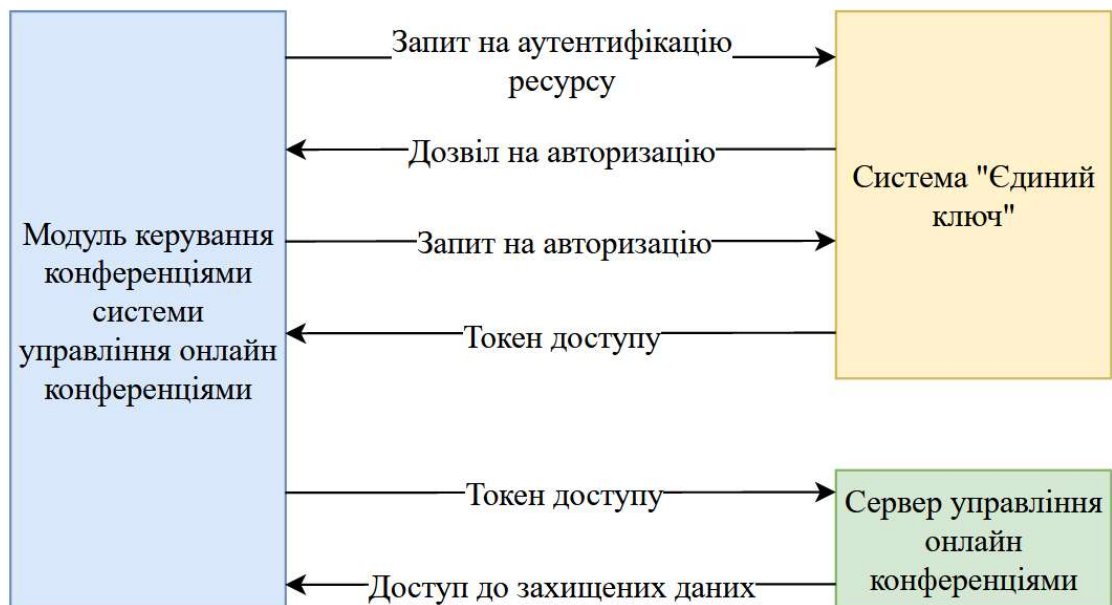 Запит на аутентифікацію
ресурсу
Дозвіл на авторизацію
Система "Єдиний
ключ"
Модуль керування
конференціями
системи
управління онлайн
конференціями
Запит на авторизацію
Токен доступу
Токен доступу
Сервер управління
онлайн
конференціями
Доступ до захищених даних